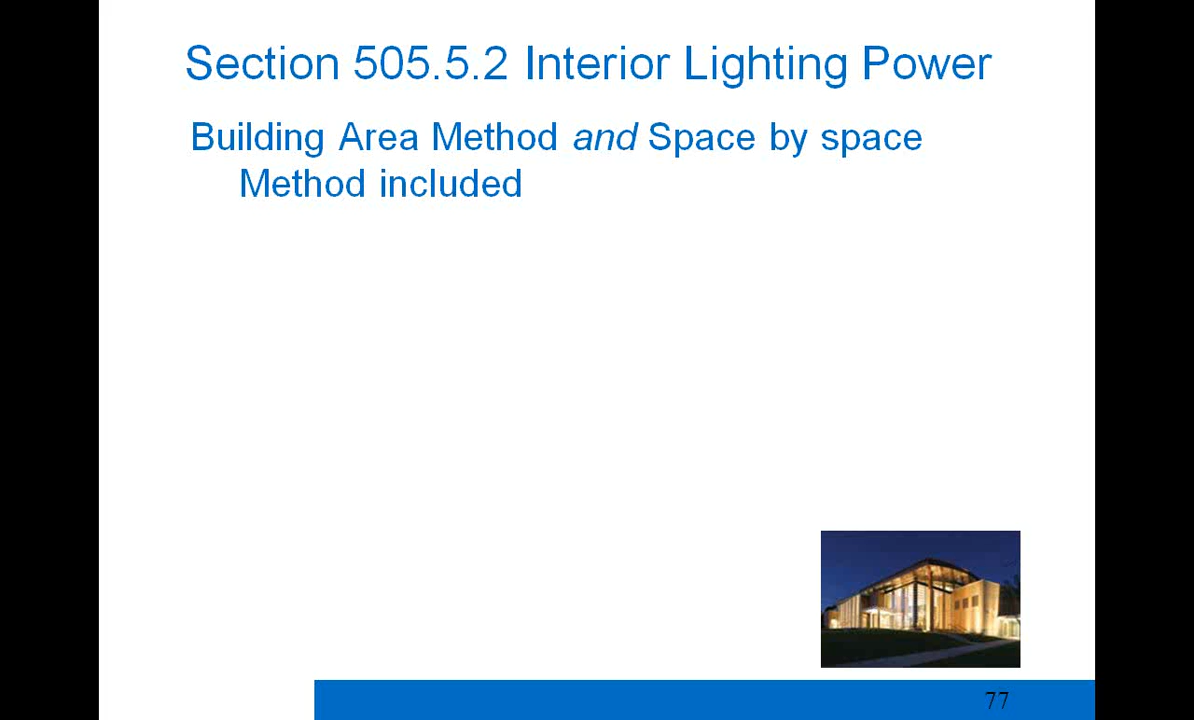 Section 505.5.2 Interior Lighting Power
Building Area Method and Space by space
Method included
77